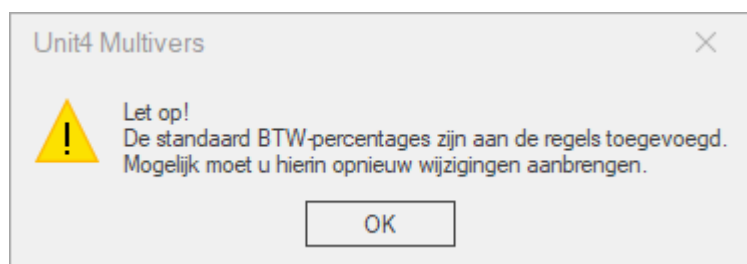 Unit4 Multivers
Let op!
De standaard BTW-percentages zijn aan de regels toegevoegd.
Mogelijk moet u hierin opnieuw wijzigingen aanbrengen.
OK